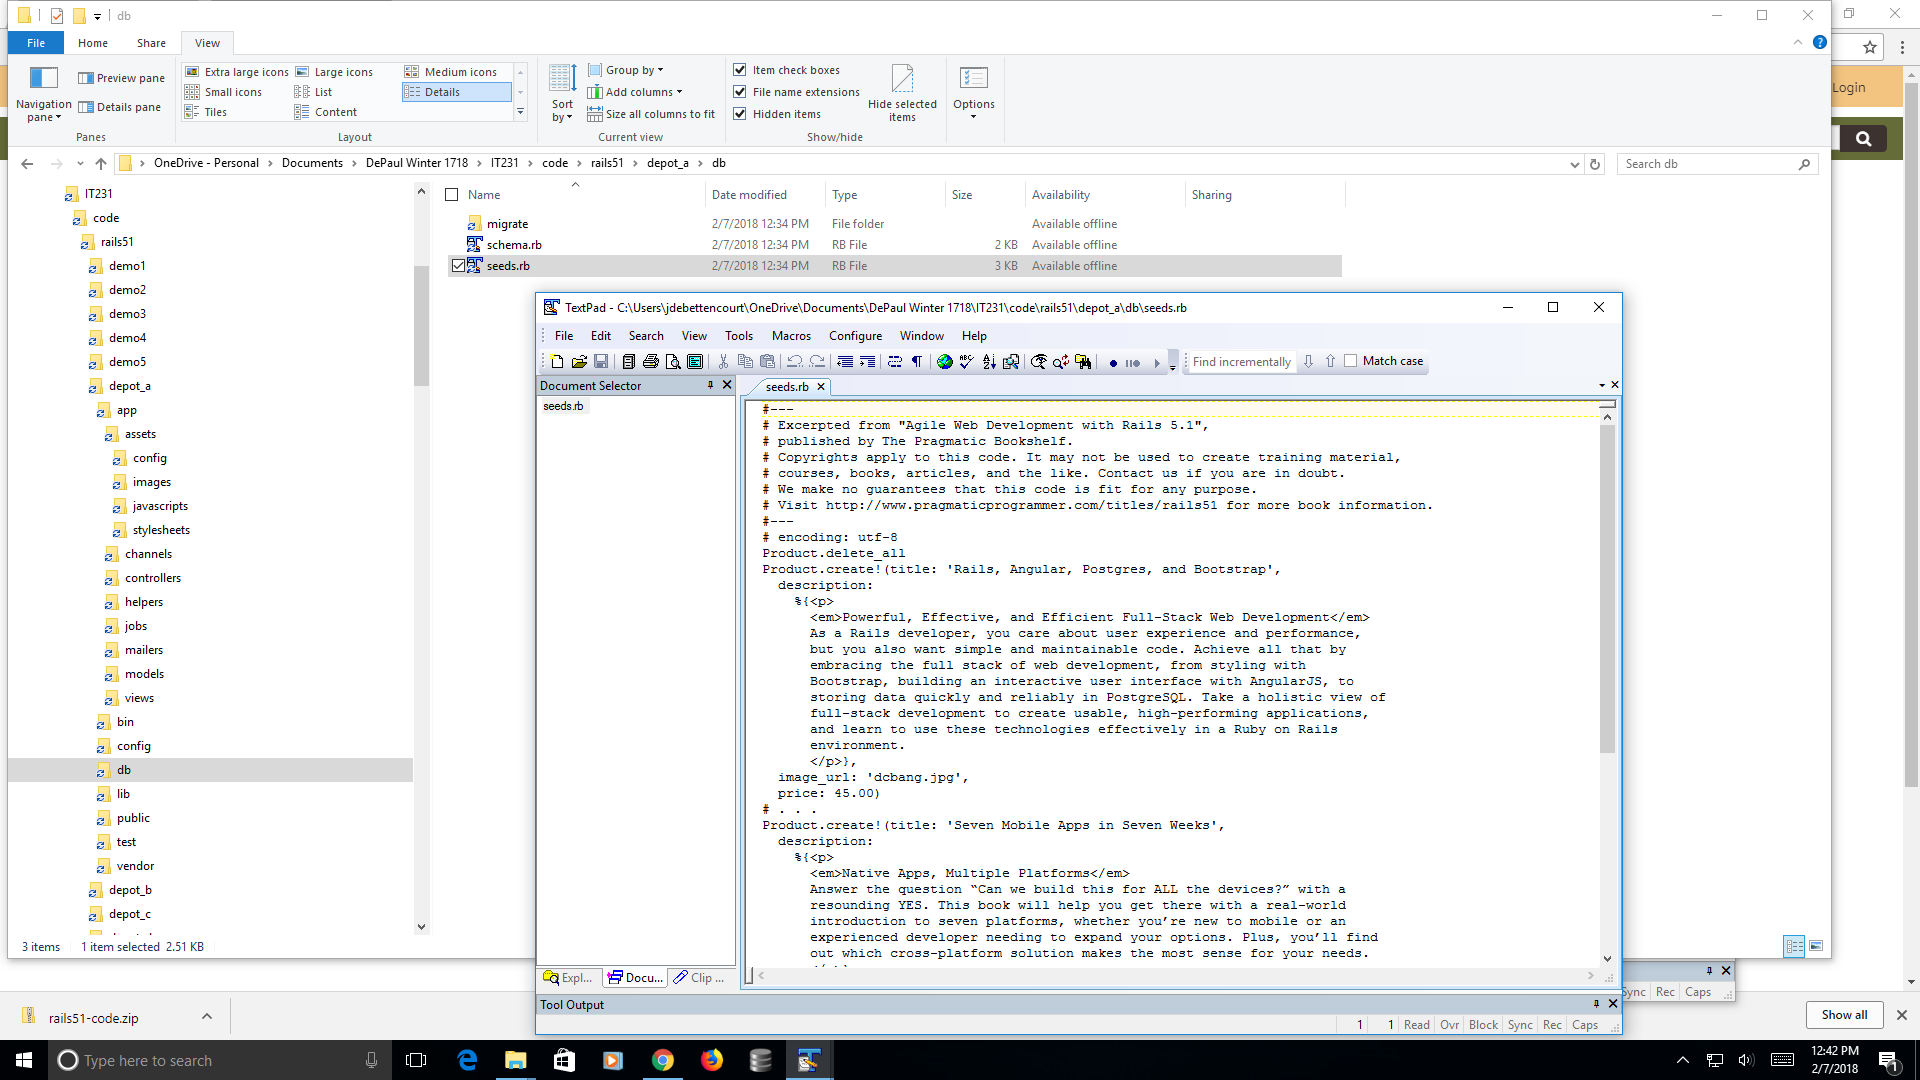 db
File Home Share View
Login
Navigation pane
Preview pane
Details pane
Panes
Extra large icons Large icons Medium icons
Small icons List Details
Tiles Content
Layout
Sort by
Group by
Add columns
Size all columns to fit
Current view
Item check boxes
File name extensions
Hidden items
Hide selected items
Show/hide
Options
OneDrive - Personal > Documents > DePaul Winter 1718 > IT231 > code > rails51 > depot_a > db
Search db
IT231
code
rails51
demo1
demo2
demo3
demo4
demo5
depot_a
app
assets
config
images
javascripts
stylesheets
channels
controllers
helpers
jobs
mailers
models
views
bin
config
db
lib
public
test
vendor
depot_b
depot_c
Name Date modified Type Size Availability Sharing
migrate 2/7/2018 12:34 PM File folder Available offline
schema.rb 2/7/2018 12:34 PM RB File 2 KB Available offline
seeds.rb 2/7/2018 12:34 PM RB File 3 KB Available offline
3 items 1 item selected 2.51 KB
TextPad - C:\Users\jdebettencourt\OneDrive\Documents\DePaul Winter 1718\IT231\code\rails51\depot_a\db\seeds.rb
File Edit Search View Tools Macros Configure Window Help
Find incrementally Match case
Document Selector
seeds.rb
seeds.rb
#---
# Excerpted from "Agile Web Development with Rails 5.1",
# published by The Pragmatic Bookshelf.
# Copyrights apply to this code. It may not be used to create training material,
# courses, books, articles, and the like. Contact us if you are in doubt.
# We make no guarantees that this code is fit for any purpose.
# Visit http://www.pragmaticprogrammer.com/titles/rails51 for more book information.
#---
# encoding: utf-8
Product.delete_all
Product.create!(title: 'Rails, Angular, Postgres, and Bootstrap',
description:
%{<p>
<em>Powerful, Effective, and Efficient Full-Stack Web Development</em>
As a Rails developer, you care about user experience and performance,
but you also want simple and maintainable code. Achieve all that by
embracing the full stack of web development, from styling with
Bootstrap, building an interactive user interface with AngularJS, to
storing data quickly and reliably in PostgreSQL. Take a holistic view of
full-stack development to create usable, high-performing applications,
and learn to use these technologies effectively in a Ruby on Rails
environment.
</p>},
image_url: 'dcbang.jpg',
price: 45.00)
# . . .
Product.create!(title: 'Seven Mobile Apps in Seven Weeks',
description:
%{<p>
<em>Native Apps, Multiple Platforms</em>
Answer the question “Can we build this for ALL the devices?” with a
resounding YES. This book will help you get there with a real-world
introduction to seven platforms, whether you’re new to mobile or an
experienced developer needing to expand your options. Plus, you’ll find
out which cross-platform solution makes the most sense for your needs.
Expl... Docu... Clip ...
Tool Output
1 1 Read Ovr Block Sync Rec Caps
Sync Rec Caps
rails51-code.zip
Show all
Type here to search
12:42 PM
2/7/2018
1